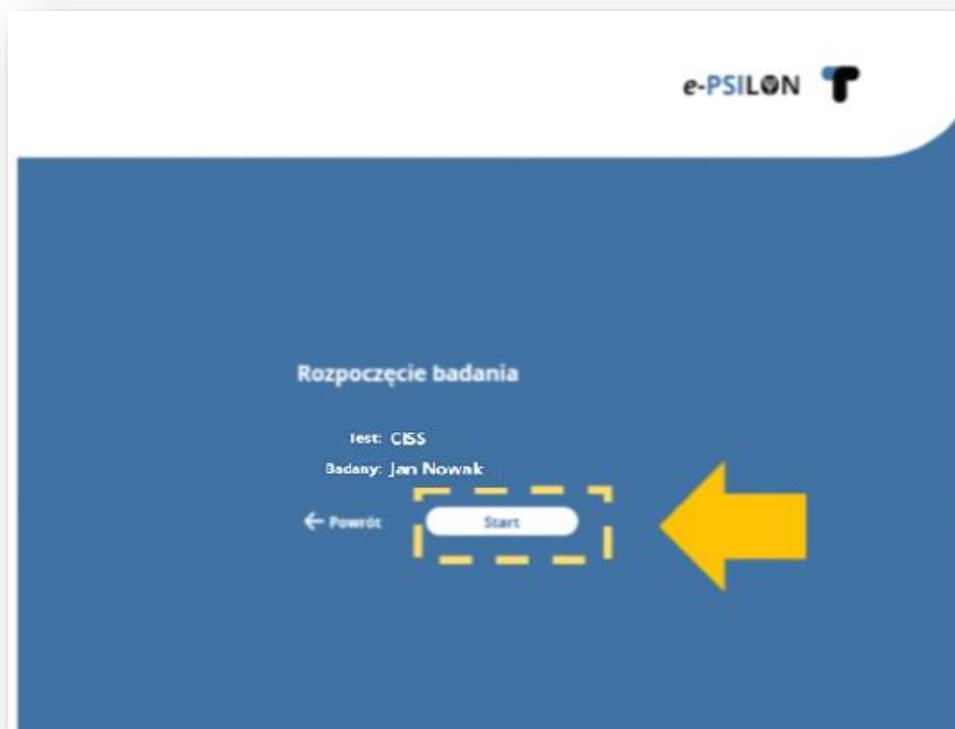 e-PSILON
Rozpoczęcie badania
Test: CISS
Badany: Jan Nowak
← Powrót
Start